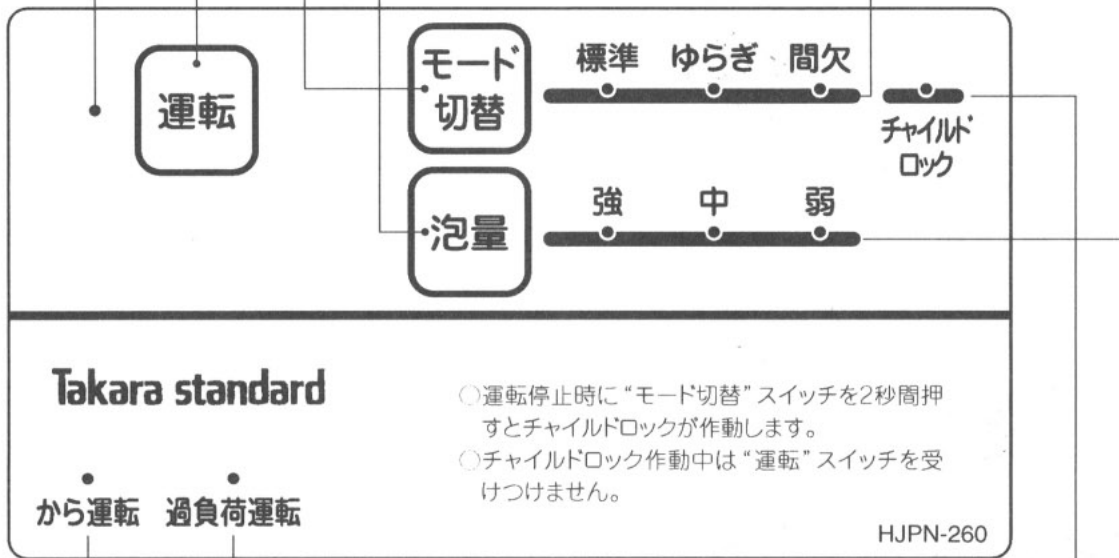 運転
モード
切替
標準 ゆらぎ 間欠
チャイルド
ロック
泡量
強 中 弱
Takara standard
○運転停止時に“モード切替”スイッチを2秒間押
すとチャイルドロックが作動します。
○チャイルドロック作動中は“運転”スイッチを受
けつけません。
から運転 過負荷運転
HJPN-260